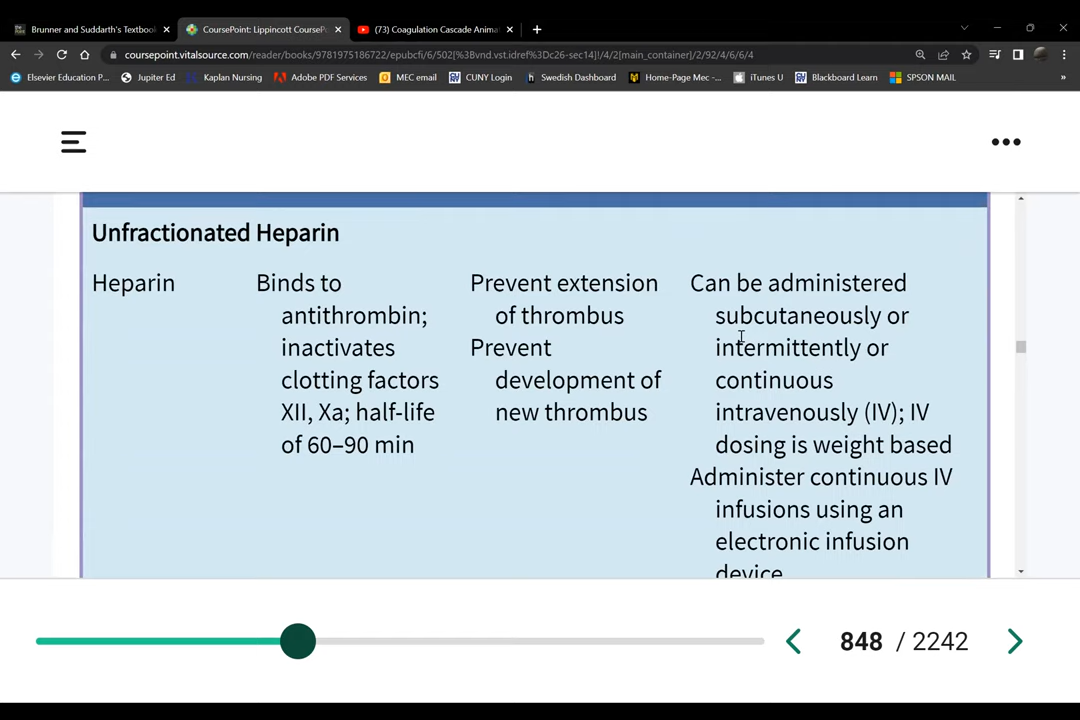 Brunner and Suddarth's Textbook
CoursePoint: Lippincott CourseP
(73) Coagulation Cascade Animat
coursepoint.vitalsource.com/reader/books/9781975186722/epubcfi/6/502[%3Bvnd.vst.idref%3Dc26-sec14]!/4/2[main_container]/2/92/4/6/6/4
Elsevier Education P...
Jupiter Ed
Kaplan Nursing
Adobe PDF Services
MEC email
CUNY Login
Swedish Dashboard
Home-Page Mec -...
iTunes U
Blackboard Learn
SPSON MAIL
Unfractionated Heparin
Heparin
Binds to
antithrombin;
inactivates
clotting factors
XII, Xa; half-life
of 60–90 min
Prevent extension
of thrombus
Prevent
development of
new thrombus
Can be administered
subcutaneously or
intermittently or
continuous
intravenously (IV); IV
dosing is weight based
Administer continuous IV
infusions using an
electronic infusion
device
848 / 2242